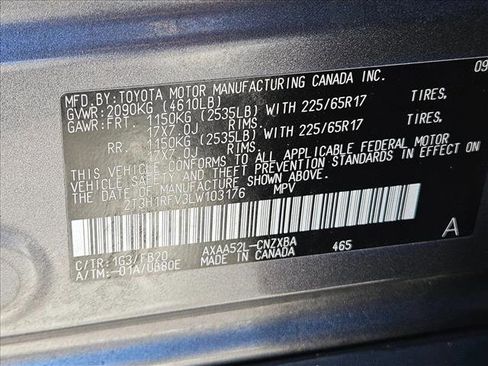 MFD.BY:TOYOTA MOTOR MANUFACTURING CANADA INC. 09
GVWR:2090KG (4610LB)
GAWR:FRT. 1150KG (2535LB) WITH 225/65R17 TIRES,
17X7.0J RIMS.
RR. 1150KG (2535LB) WITH 225/65R17 TIRES,
17X7.0J RIMS.
THIS VEHICLE CONFORMS TO ALL APPLICABLE FEDERAL MOTOR
VEHICLE SAFETY AND THEFT PREVENTION STANDARDS IN EFFECT ON
THE DATE OF MANUFACTURE SHOWN ABOVE.
2T3H1RFV3LW103176 MPV
C/TR:1G3/FB20 AXAA52L-CNZXBA A
A/TM:-01A/UB80E MADE IN CANADA 465